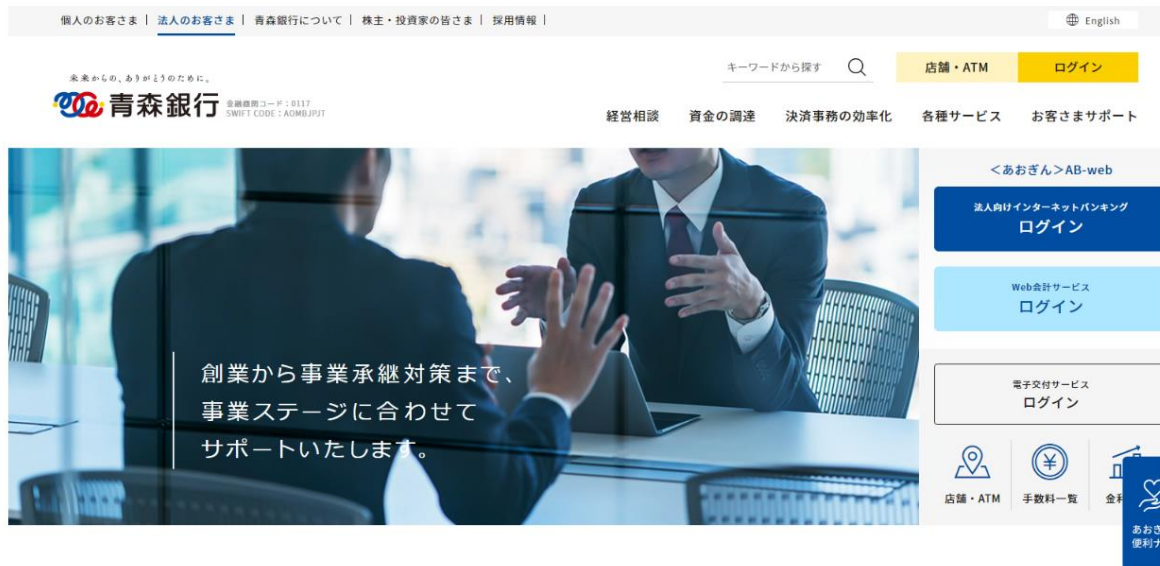 個人のお客さま | 法人のお客さま | 青森銀行について | 株主・投資家の皆さま | 採用情報 |
English
キーワードから探す
店舗・ATM
ログイン
未来からの、ありがとうのために。
青森銀行
金融機関コード：0117
SWIFT CODE：AOMBJPJT
経営相談 資金の調達 決済事務の効率化 各種サービス お客さまサポート
創業から事業承継対策まで、
事業ステージに合わせて
サポートいたします。
＜あおぎん＞AB-web
法人向けインターネットバンキング
ログイン
Web会計サービス
ログイン
電子交付サービス
ログイン
店舗・ATM
手数料一覧
金利
あおぎ
便利ナ